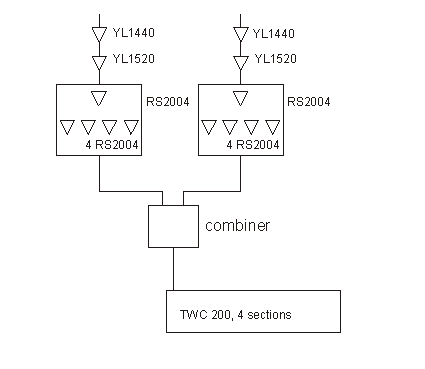 YL1440
YL1440
YL1520
YL1520
RS2004
RS2004
4 RS2004
4 RS2004
combiner
TWC 200, 4 sections